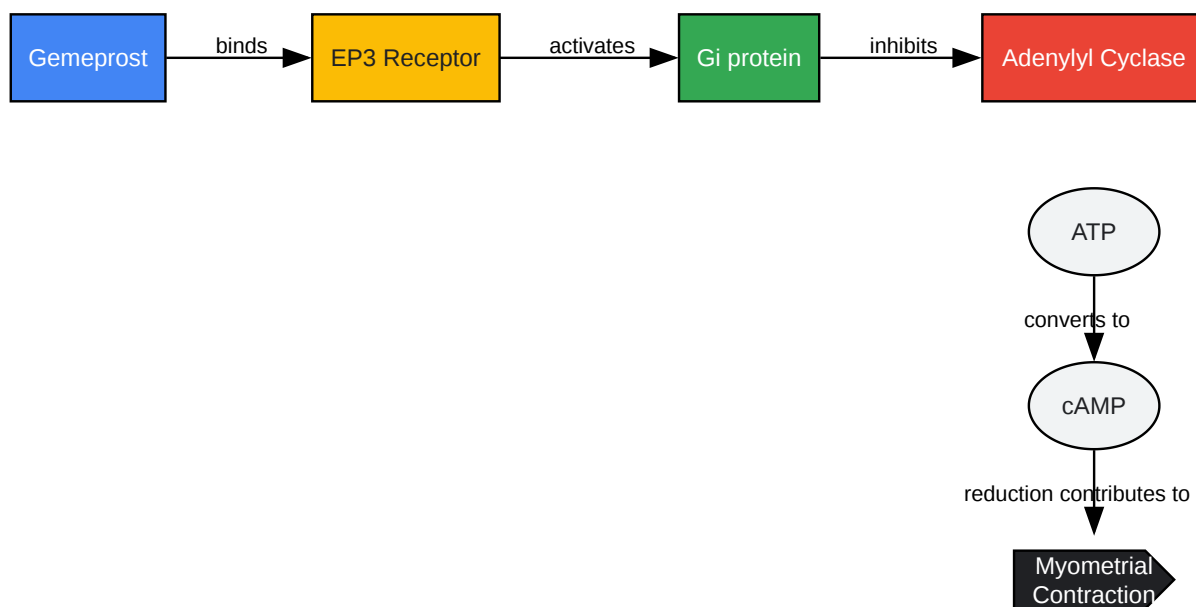 Gemeprost
binds
EP3 Receptor
activates
Gi protein
inhibits
Adenylyl Cyclase
ATP
converts to
cAMP
reduction contributes to
Myometrial
Contraction